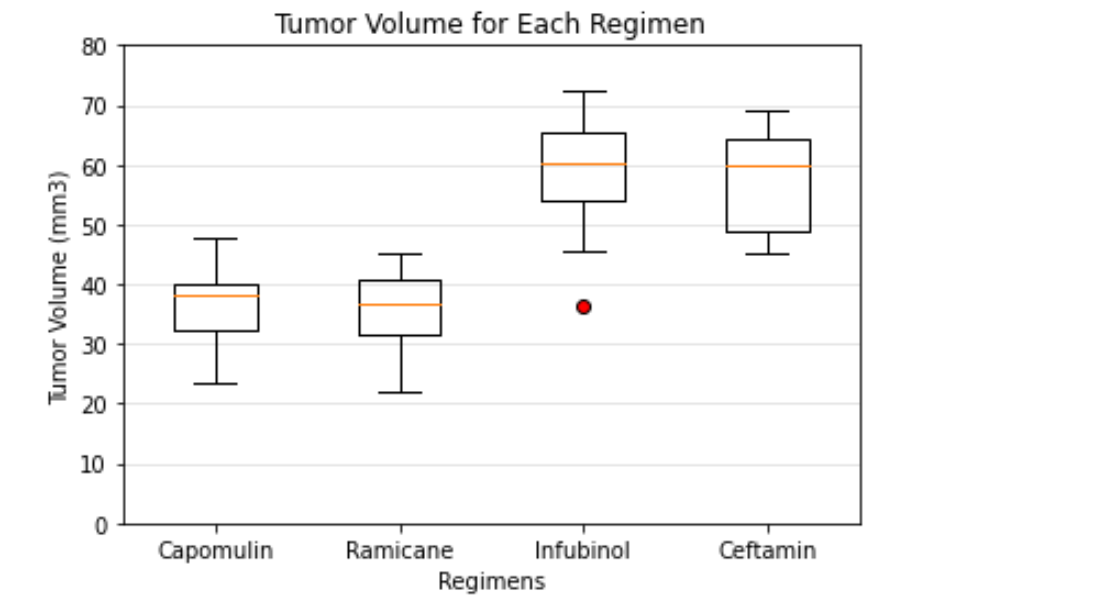 Tumor Volume for Each Regimen
80
70
60
50
40
30
20
10
0
Tumor Volume (mm3)
Capomulin Ramicane Infubinol Ceftamin
Regimens